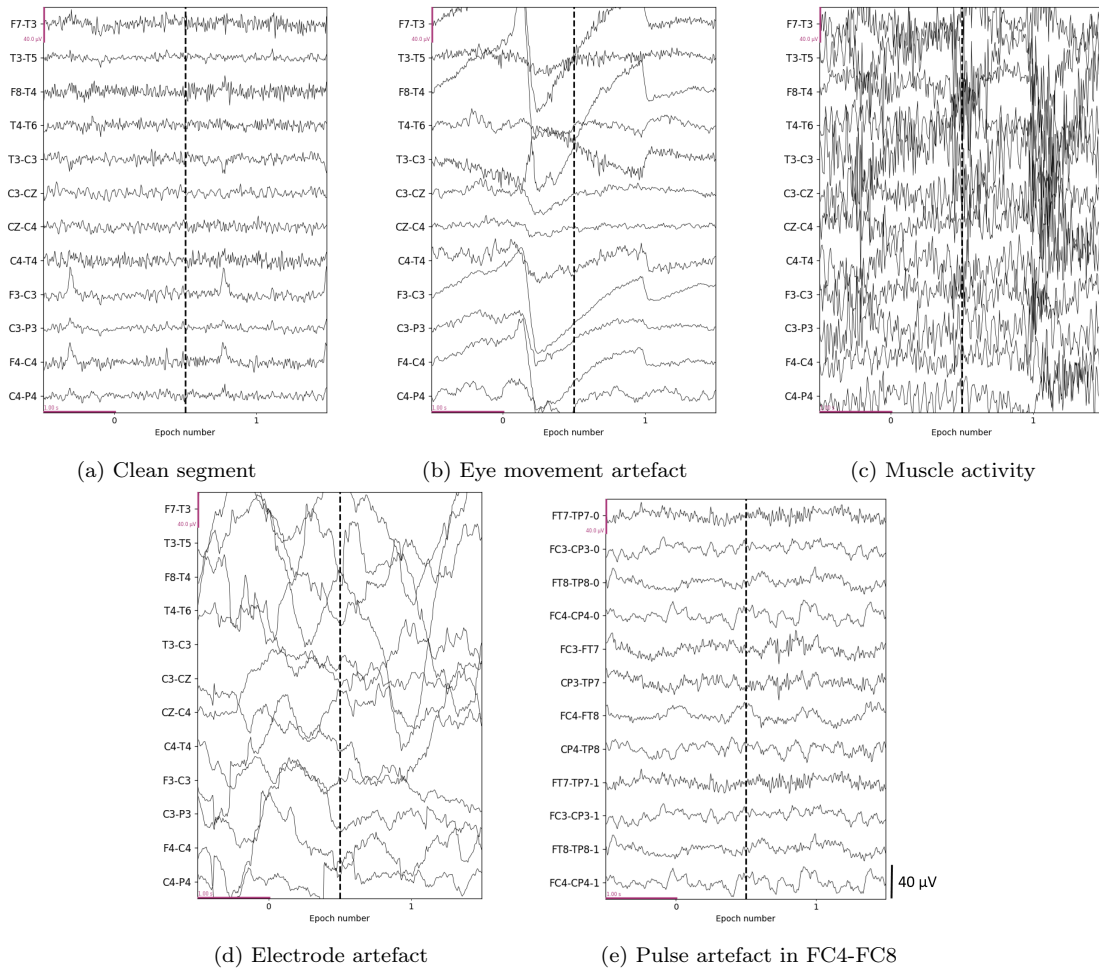 F7-T3
40.0 µV
T3-T5
F8-T4
T4-T6
T3-C3
C3-CZ
CZ-C4
C4-T4
F3-C3
C3-P3
F4-C4
C4-P4
1.00 s
0 1
Epoch number
(a) Clean segment
F7-T3
40.0 µV
T3-T5
F8-T4
T4-T6
T3-C3
C3-CZ
CZ-C4
C4-T4
F3-C3
C3-P3
F4-C4
C4-P4
1.00 s
0 1
Epoch number
(b) Eye movement artefact
F7-T3
40.0 µV
T3-T5
F8-T4
T4-T6
T3-C3
C3-CZ
CZ-C4
C4-T4
F3-C3
C3-P3
F4-C4
C4-P4
0 1
Epoch number
(c) Muscle activity
F7-T3
40.0 µV
T3-T5
F8-T4
T4-T6
T3-C3
C3-CZ
CZ-C4
C4-T4
F3-C3
C3-P3
F4-C4
C4-P4
1.00 s
0 1
Epoch number
(d) Electrode artefact
FT7-TP7-0
40.0 µV
FC3-CP3-0
FT8-TP8-0
FC4-CP4-0
FC3-FT7
CP3-TP7
FC4-FT8
CP4-TP8
FT7-TP7-1
FC3-CP3-1
FT8-TP8-1
FC4-CP4-1
40 µV
1.00 s
0 1
Epoch number
(e) Pulse artefact in FC4-FC8